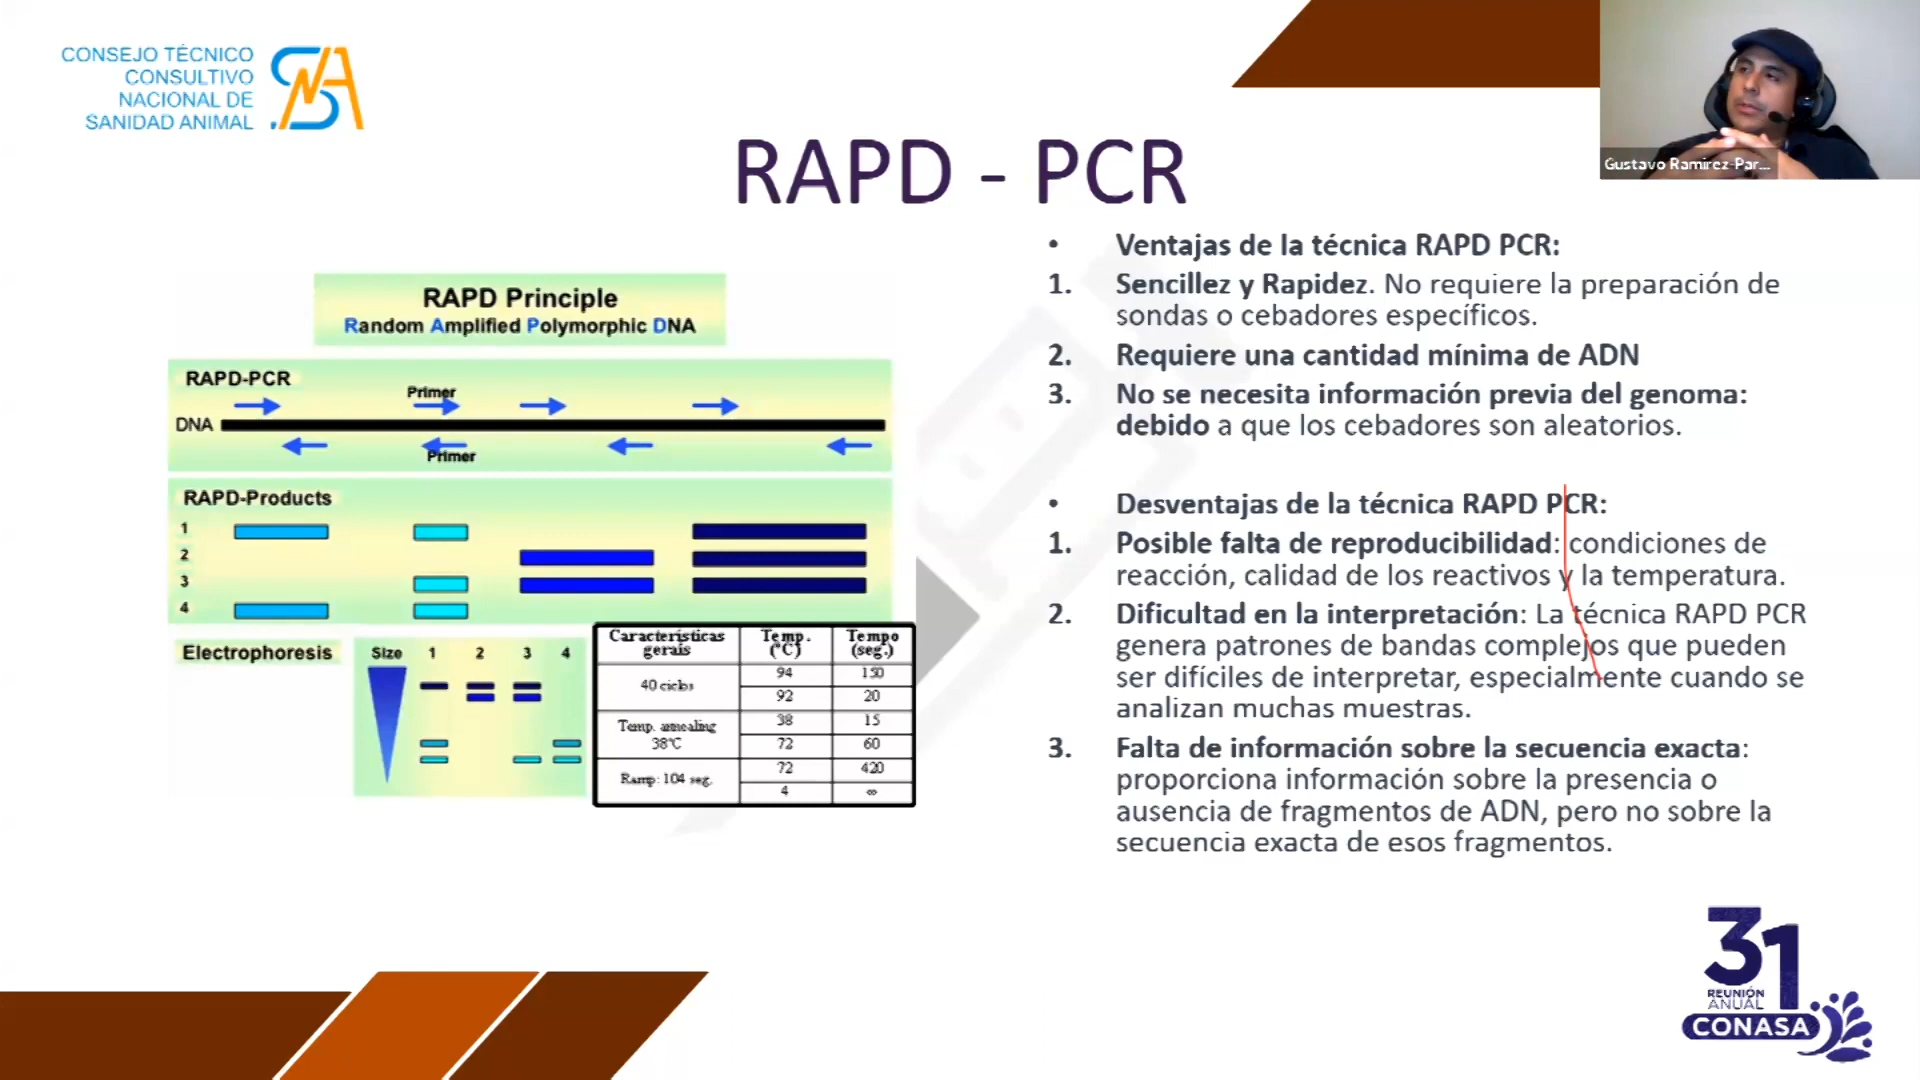 CONSEJO TÉCNICO
CONSULTIVO
NACIONAL DE
SANIDAD ANIMAL
Gustavo Ramirez-Par...
RAPD - PCR
RAPD Principle
Random Amplified Polymorphic DNA
RAPD-PCR
Primer
DNA
Primer
RAPD-Products
1
2
3
4
Electrophoresis
Size 1 2 3 4
Características gerais Temp. (°C) Tempo (seg.)
40 ciclos
94 150
92 20
Temp. annealing 38°C
38 15
72 60
Ramp: 104 seg.
72 420
4 ∞
• Ventajas de la técnica RAPD PCR:
1. Sencillez y Rapidez. No requiere la preparación de
sondas o cebadores específicos.
2. Requiere una cantidad mínima de ADN
3. No se necesita información previa del genoma:
debido a que los cebadores son aleatorios.
• Desventajas de la técnica RAPD PCR:
1. Posible falta de reproducibilidad: condiciones de
reacción, calidad de los reactivos y la temperatura.
2. Dificultad en la interpretación: La técnica RAPD PCR
genera patrones de bandas complejos que pueden
ser difíciles de interpretar, especialmente cuando se
analizan muchas muestras.
3. Falta de información sobre la secuencia exacta:
proporciona información sobre la presencia o
ausencia de fragmentos de ADN, pero no sobre la
secuencia exacta de esos fragmentos.
31
REUNIÓN
ANUAL
CONASA